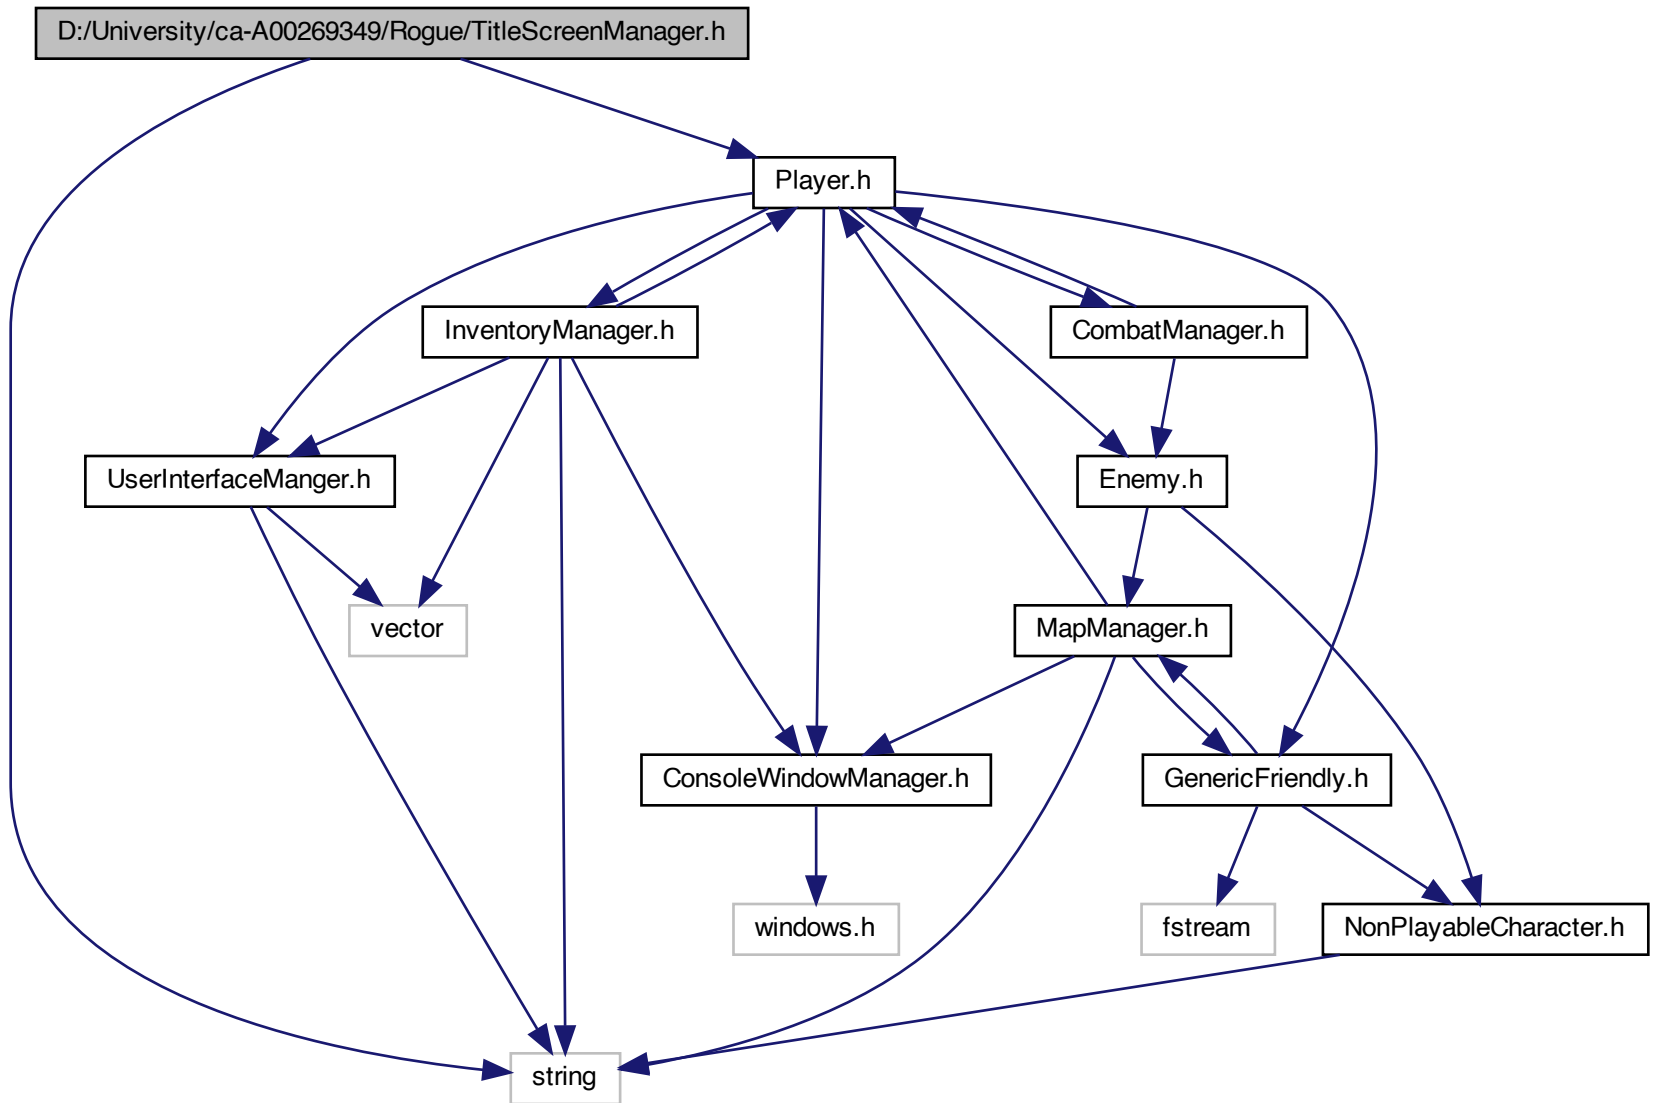 D:/University/ca-A00269349/Rogue/TitleScreenManager.h
Player.h
InventoryManager.h
CombatManager.h
UserInterfaceManger.h
Enemy.h
vector
MapManager.h
ConsoleWindowManager.h
GenericFriendly.h
windows.h
fstream
NonPlayableCharacter.h
string